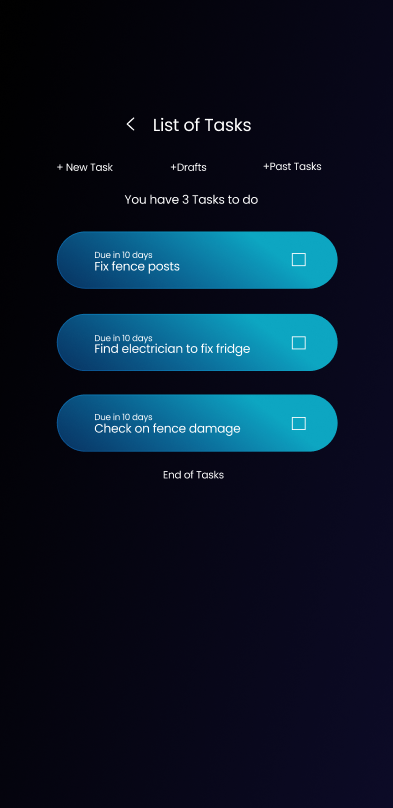 List of Tasks
+ New Task +Drafts +Past Tasks
You have 3 Tasks to do
Due in 10 days
Fix fence posts
Due in 10 days
Find electrician to fix fridge
Due in 10 days
Check on fence damage
End of Tasks